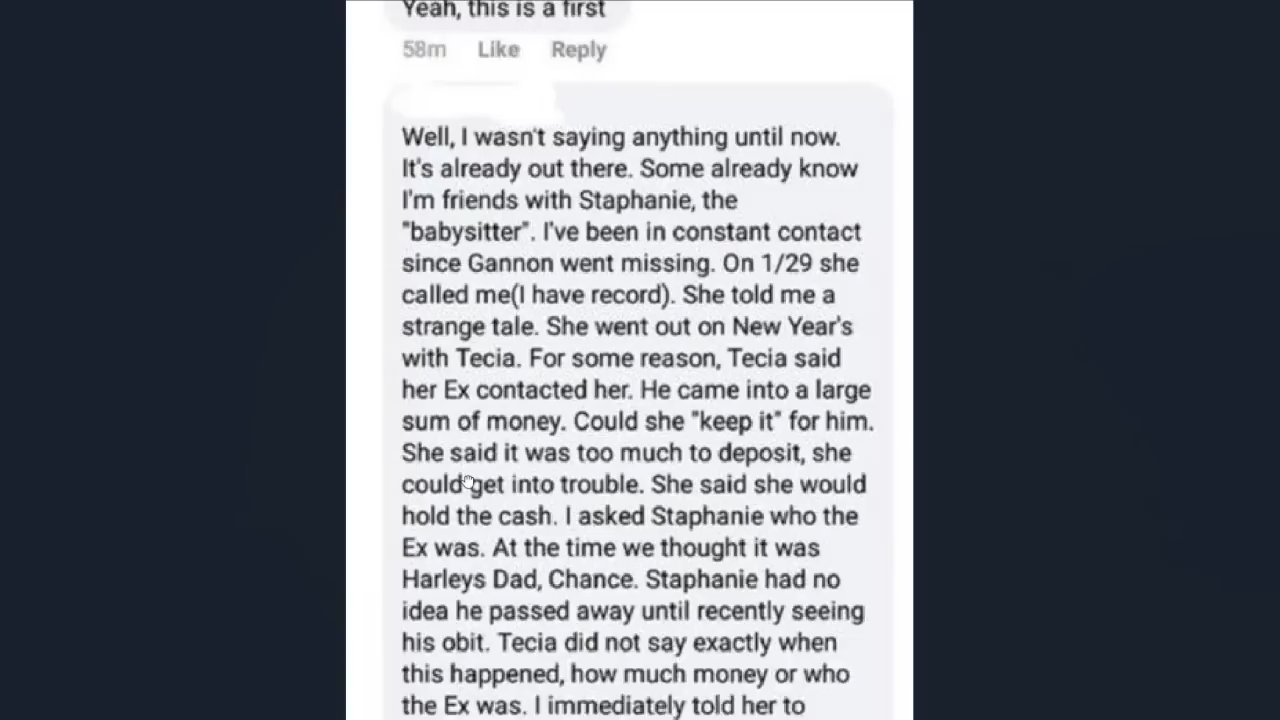 Yeah, this is a first
58m Like Reply
Well, I wasn't saying anything until now.
It's already out there. Some already know
I'm friends with Staphanie, the
"babysitter". I've been in constant contact
since Gannon went missing. On 1/29 she
called me(I have record). She told me a
strange tale. She went out on New Year's
with Tecia. For some reason, Tecia said
her Ex contacted her. He came into a large
sum of money. Could she "keep it" for him.
She said it was too much to deposit, she
could get into trouble. She said she would
hold the cash. I asked Staphanie who the
Ex was. At the time we thought it was
Harleys Dad, Chance. Staphanie had no
idea he passed away until recently seeing
his obit. Tecia did not say exactly when
this happened, how much money or who
the Ex was. I immediately told her to